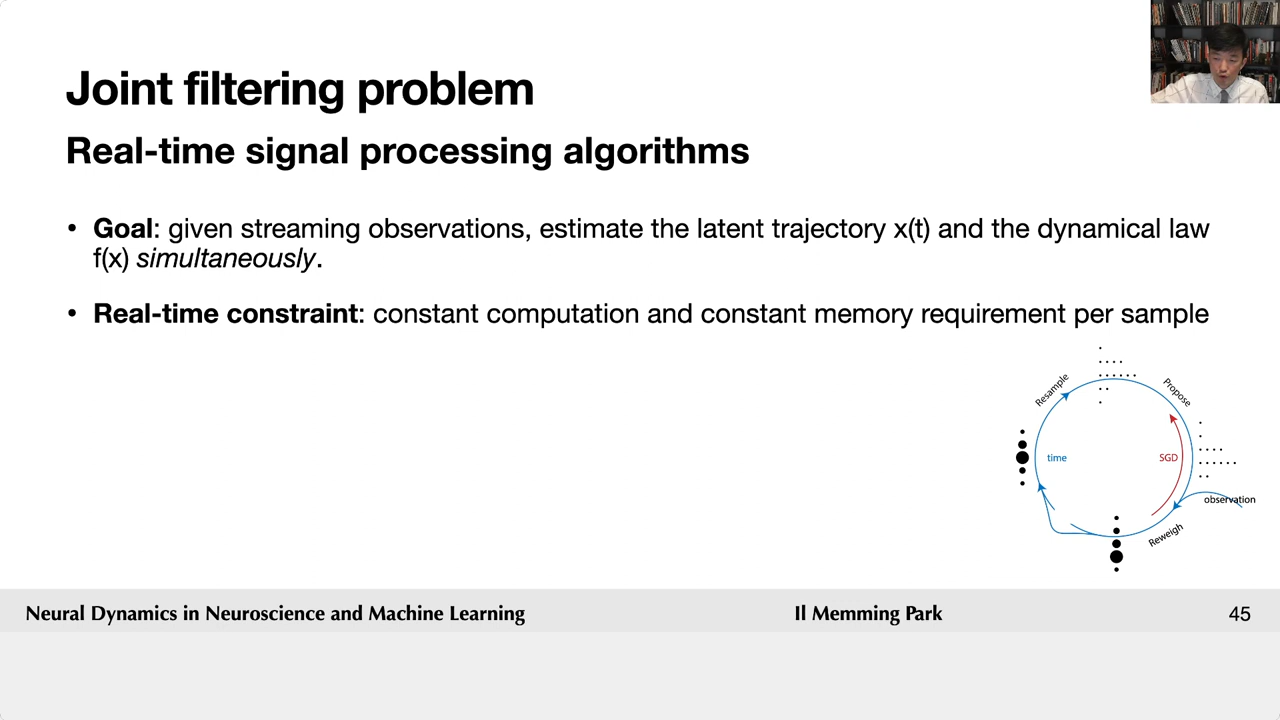 Joint filtering problem
Real-time signal processing algorithms
• Goal: given streaming observations, estimate the latent trajectory x(t) and the dynamical law
f(x) simultaneously.
• Real-time constraint: constant computation and constant memory requirement per sample
Resample
Propose
time
SGD
observation
Reweigh
Neural Dynamics in Neuroscience and Machine Learning
Il Memming Park
45